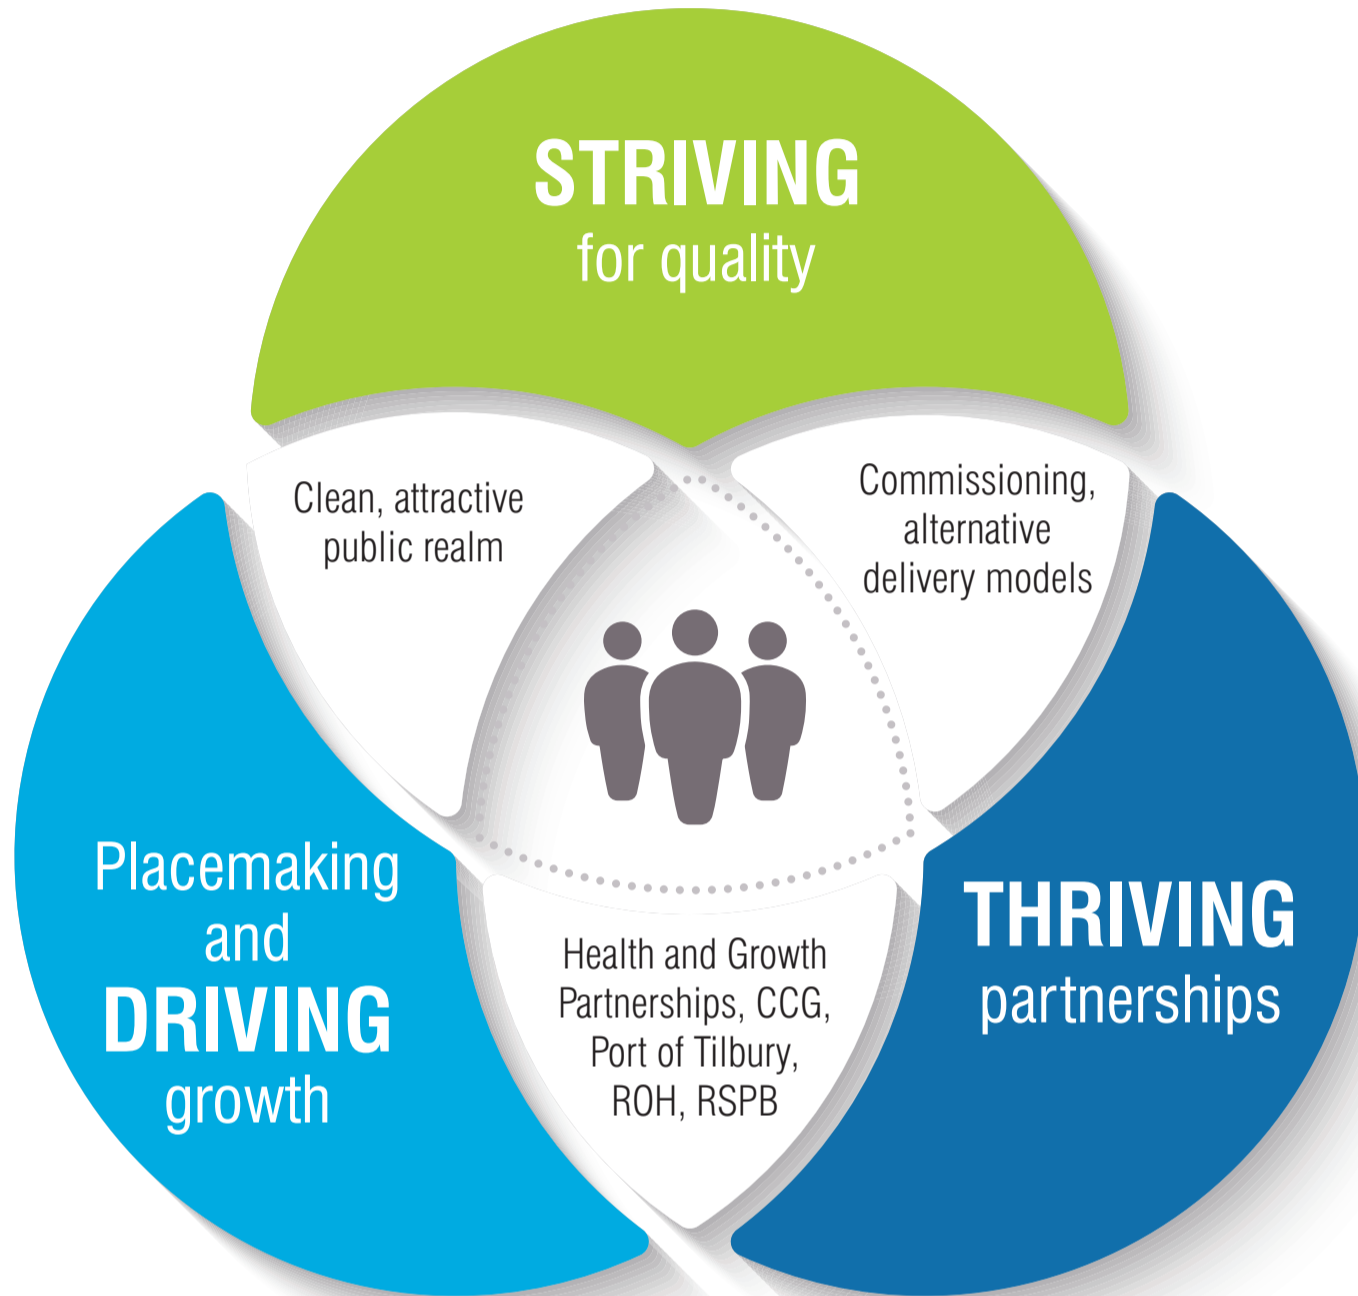 STRIVING
for quality
Clean, attractive
public realm
Commissioning,
alternative
delivery models
Placemaking
and
DRIVING
growth
Health and Growth
Partnerships, CCG,
Port of Tilbury,
ROH, RSPB
THRIVING
partnerships